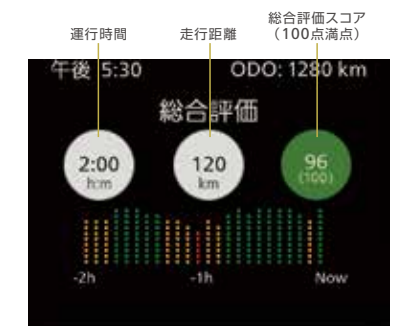 総合評価スコア
運行時間 走行距離 (100点満点)
午後 5:30 ODO: 1280 km
総合評価
2:00 120 96
h:m km (100)
-2h -1h Now